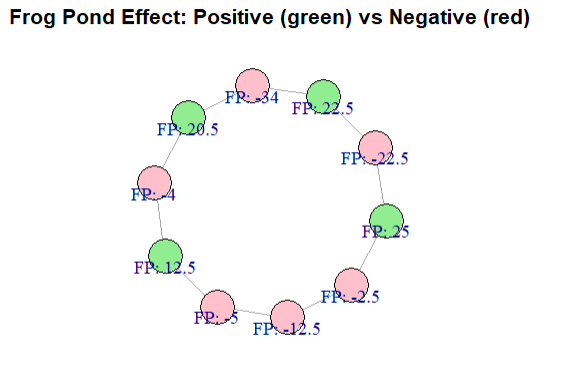 Frog Pond Effect: Positive (green) vs Negative (red)
FP: -34
FP: 22.5
FP: 20.5
FP: -22.5
FP: -4
FP: 25
FP: 12.5
FP: -2.5
FP: -5
FP: -12.5